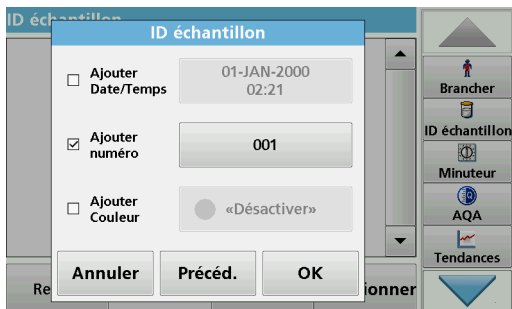 ID échantillon
ID échantillon
Ajouter
Date/Temps
01-JAN-2000
02:21
Ajouter
numéro
001
Ajouter
Couleur
«Désactiver»
Annuler
Précéd.
OK
Brancher
ID échantillon
Minuteur
AQA
Tendances